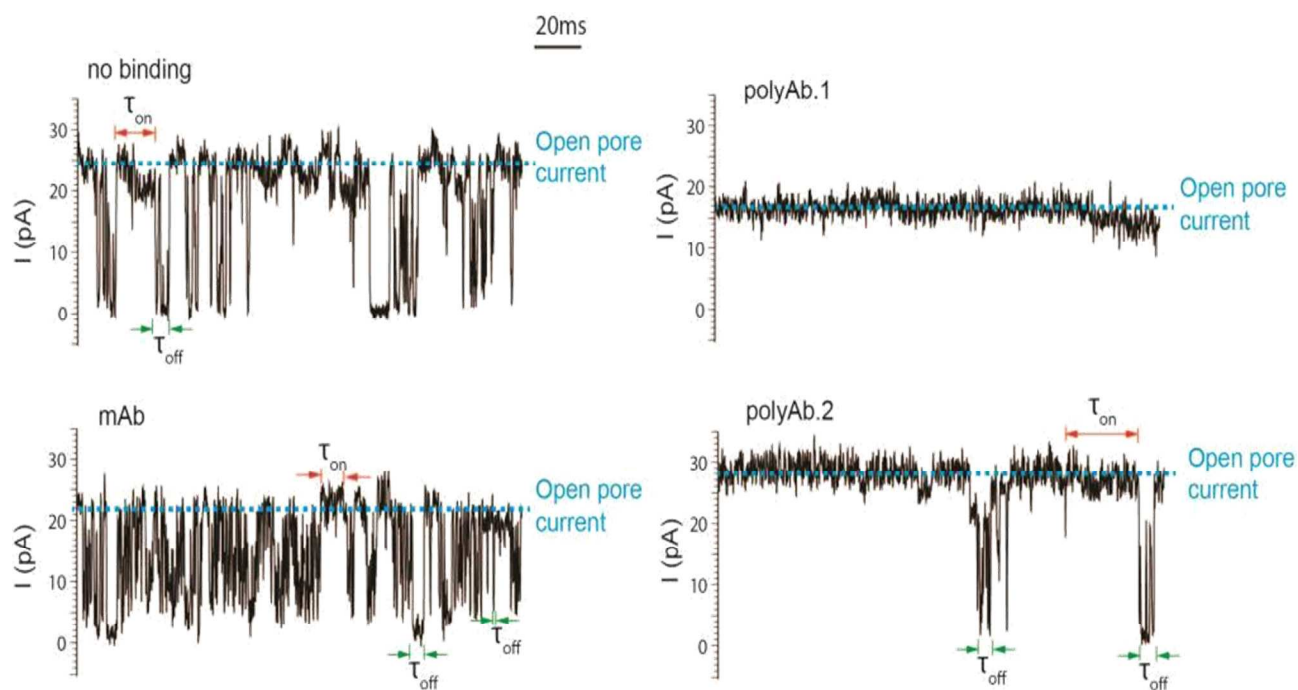 20ms
no binding
τon
30
20
10
0
I (pA)
Open pore
current
τoff
polyAb.1
30
20
10
0
I (pA)
Open pore
current
mAb
τon
30
20
10
0
I (pA)
Open pore
current
τoff
τoff
polyAb.2
τon
30
20
10
0
I (pA)
Open pore
current
τoff
τoff